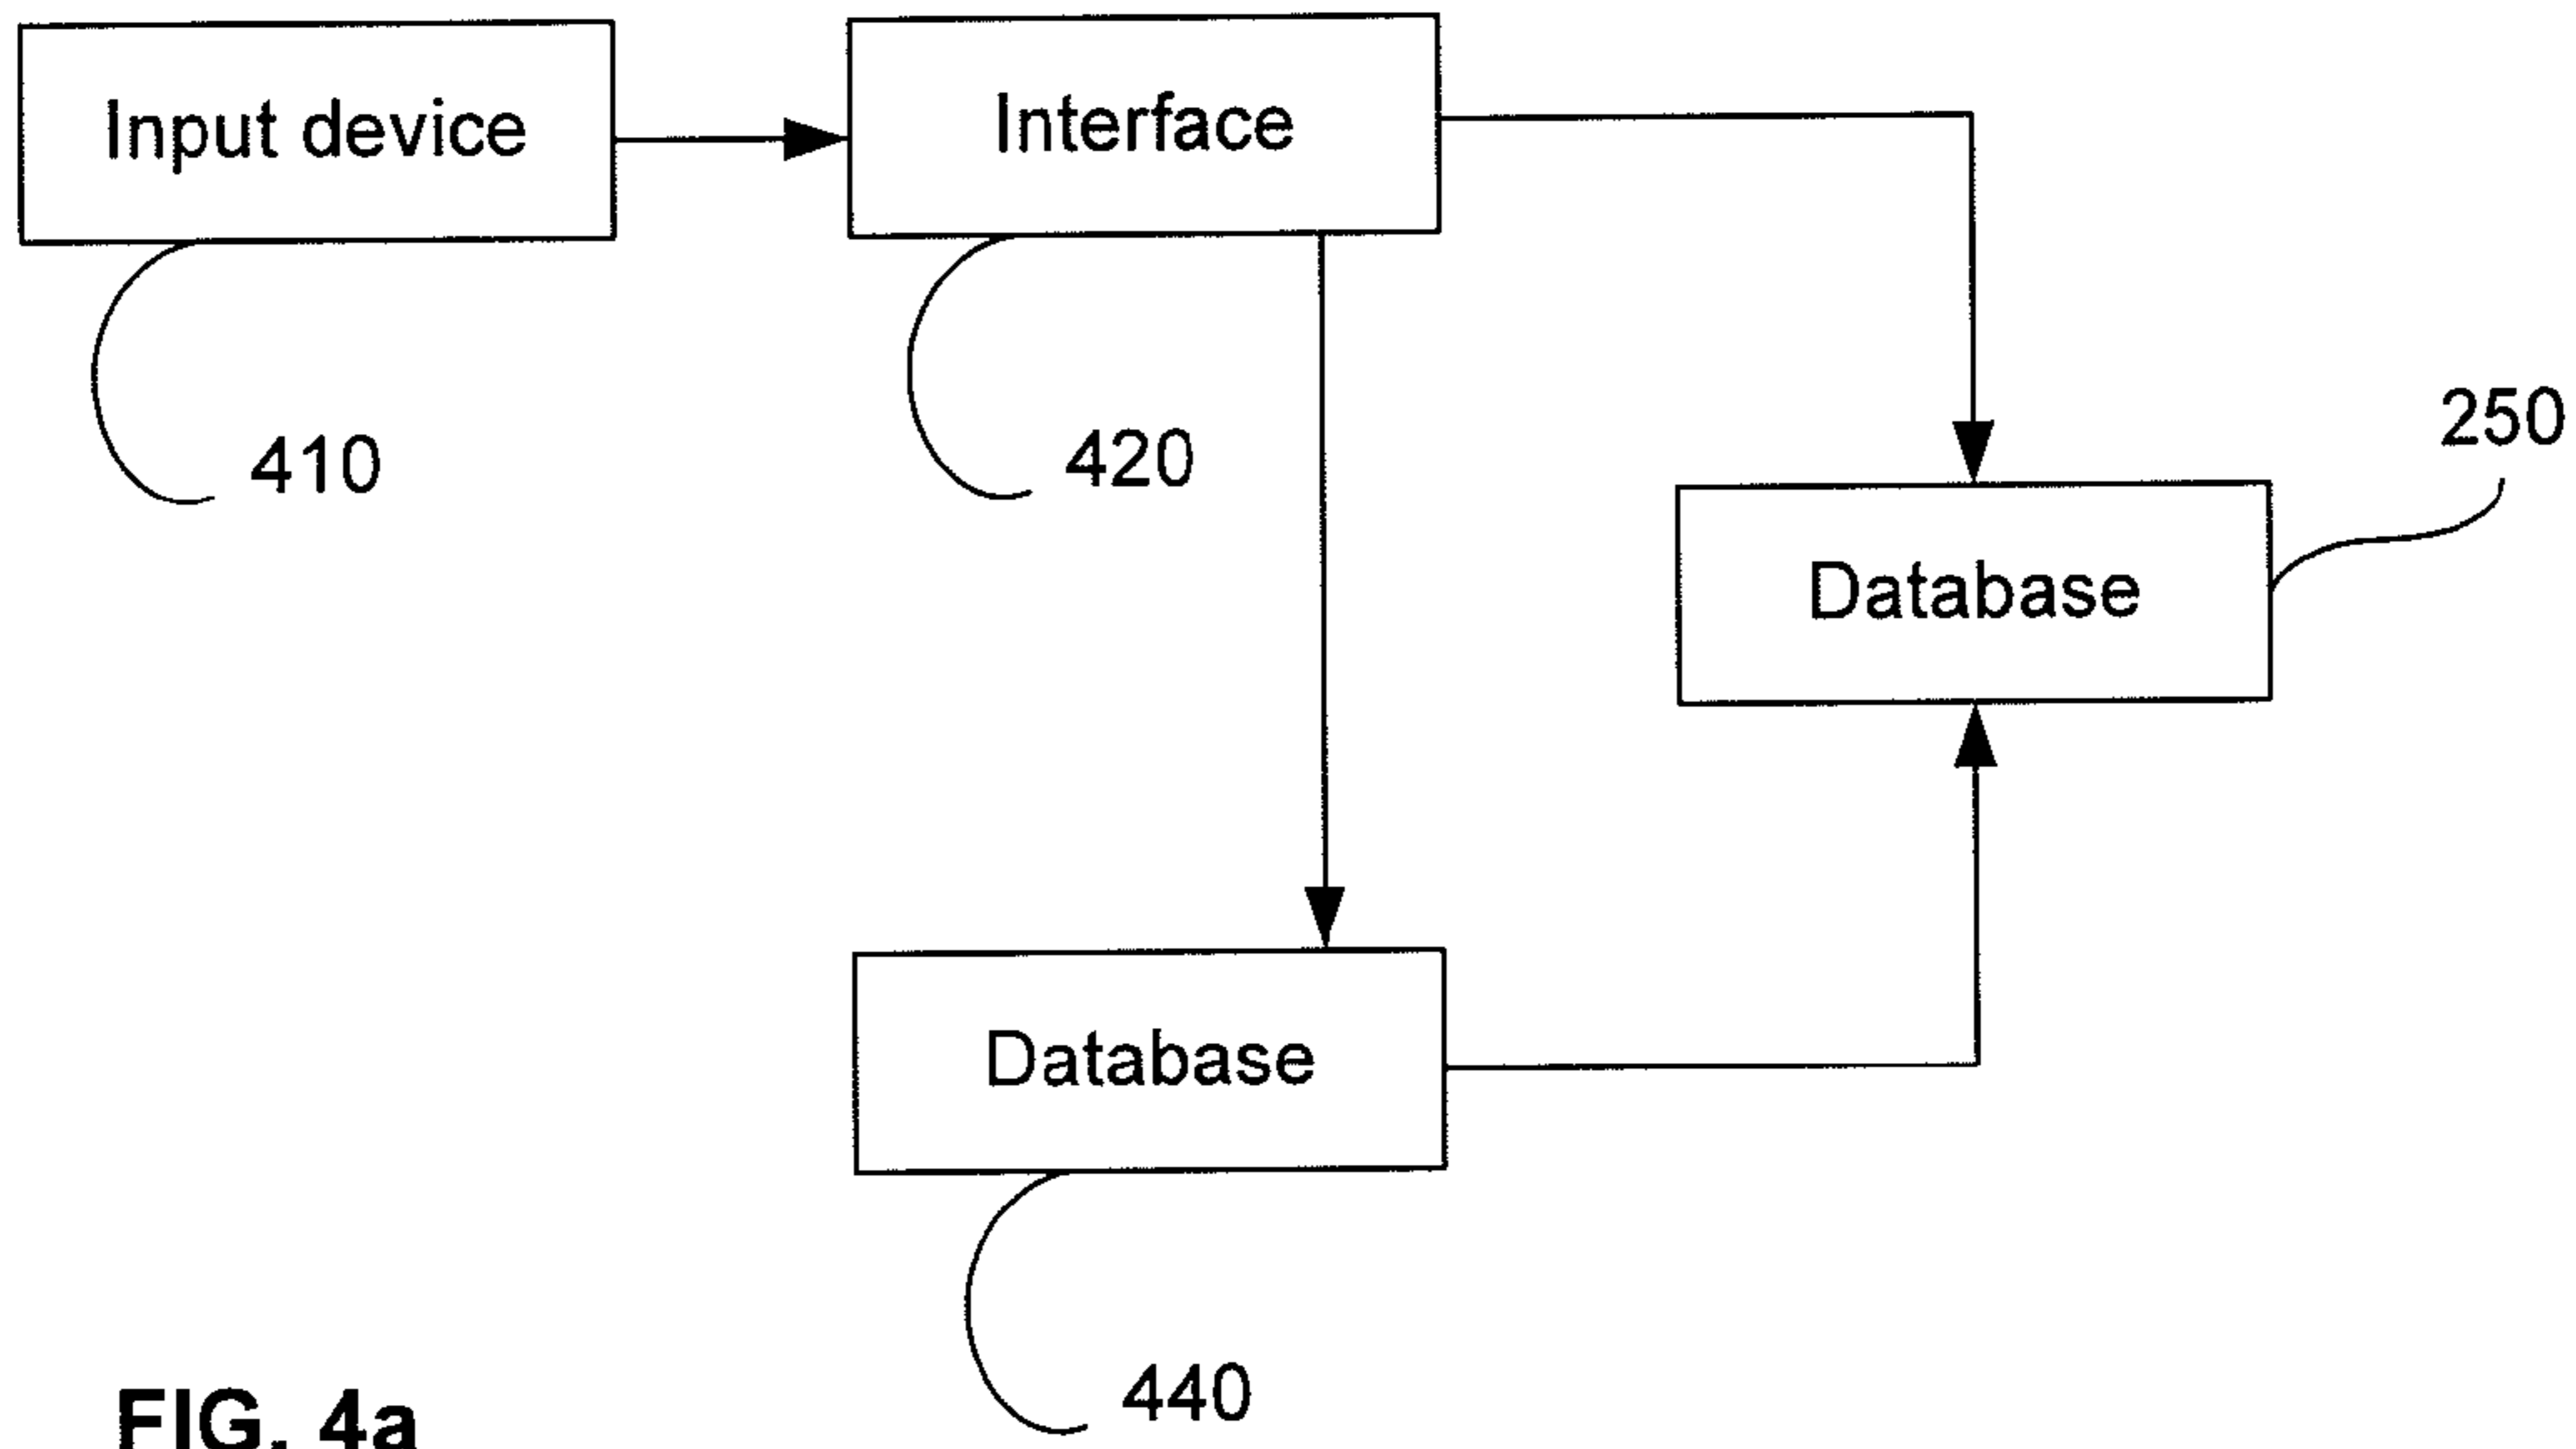 Input device
Interface
410
420
250
Database
Database
440
FIG. 4a